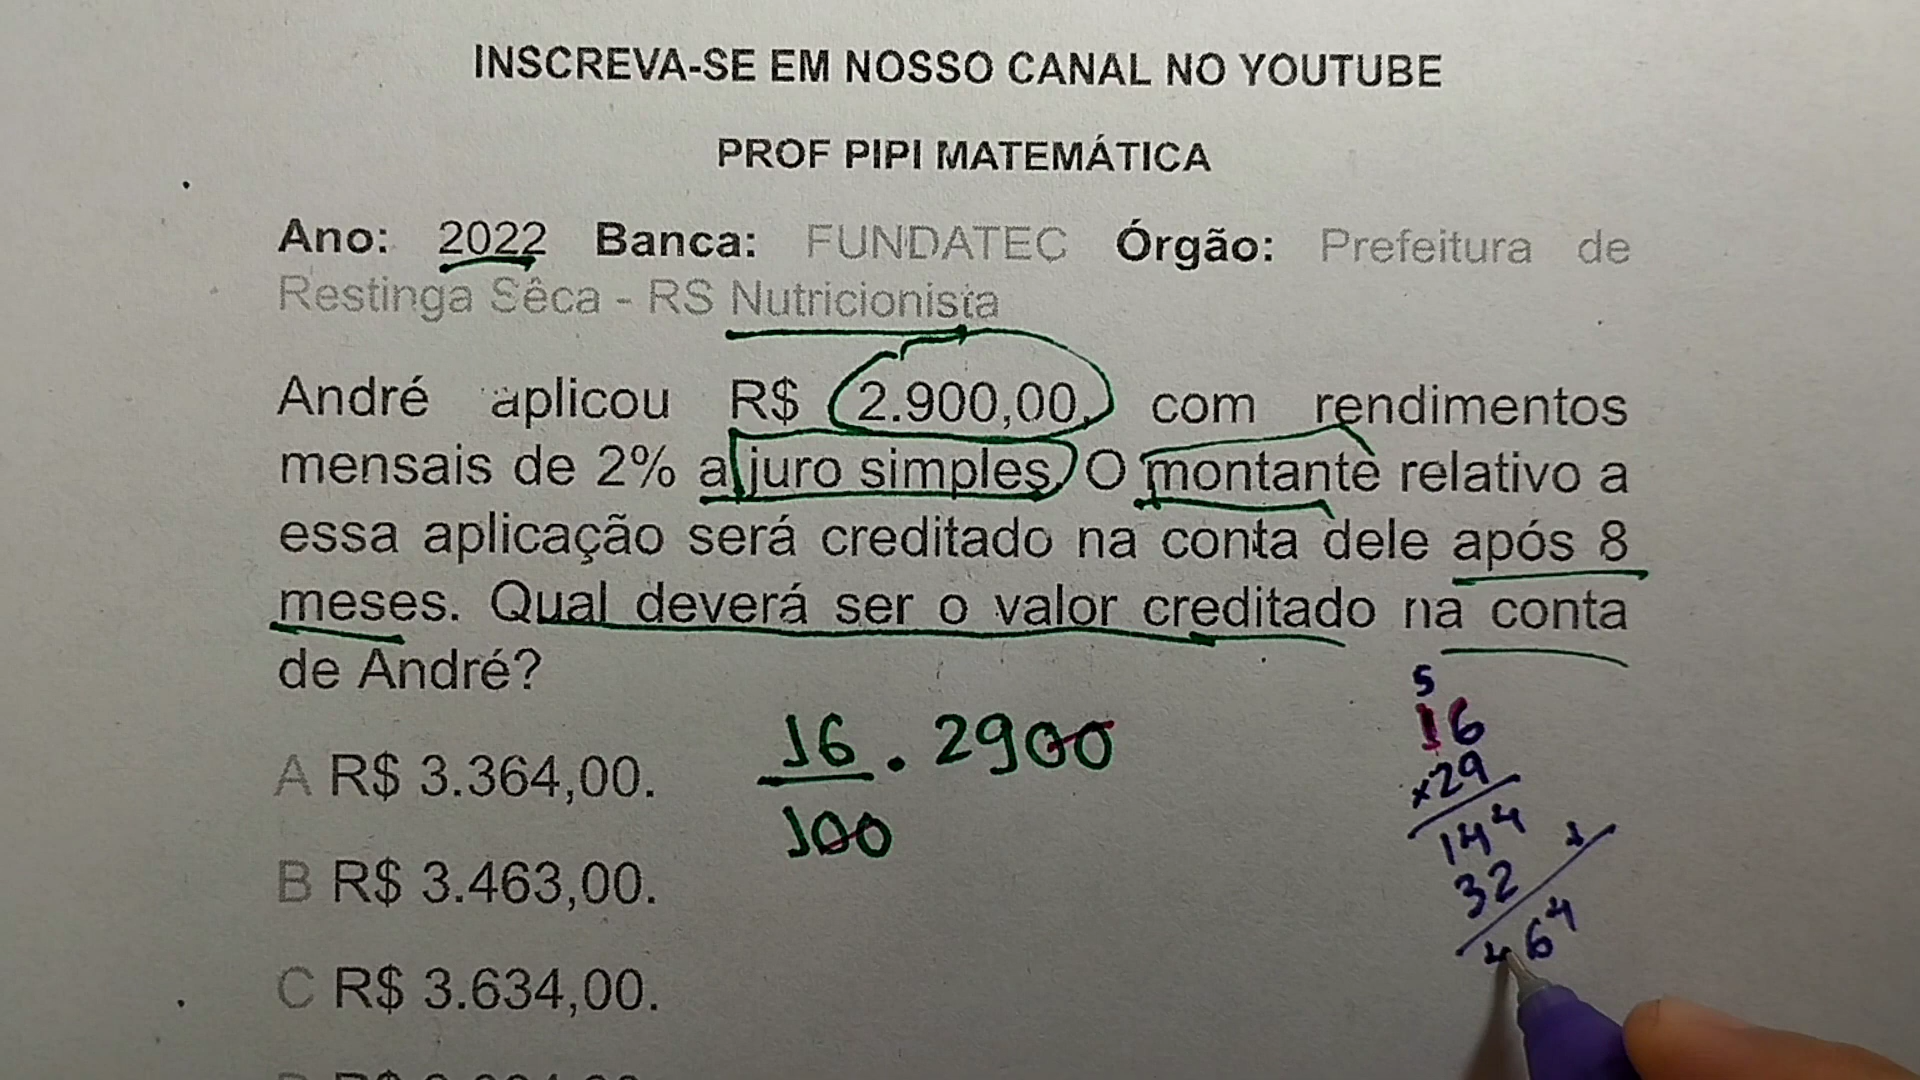 INSCREVA-SE EM NOSSO CANAL NO YOUTUBE
PROF PIPI MATEMÁTICA
Ano: 2022 Banca: FUNDATEC Órgão: Prefeitura de
Restinga Sêca - RS Nutricionista
André aplicou R$ 2.900,00, com rendimentos
mensais de 2% a juro simples. O montante relativo a
essa aplicação será creditado na conta dele após 8
meses. Qual deverá ser o valor creditado na conta
de André?
A R$ 3.364,00.
B R$ 3.463,00.
C R$ 3.634,00.
16 . 2900
100
5
16
x29
144
32
464